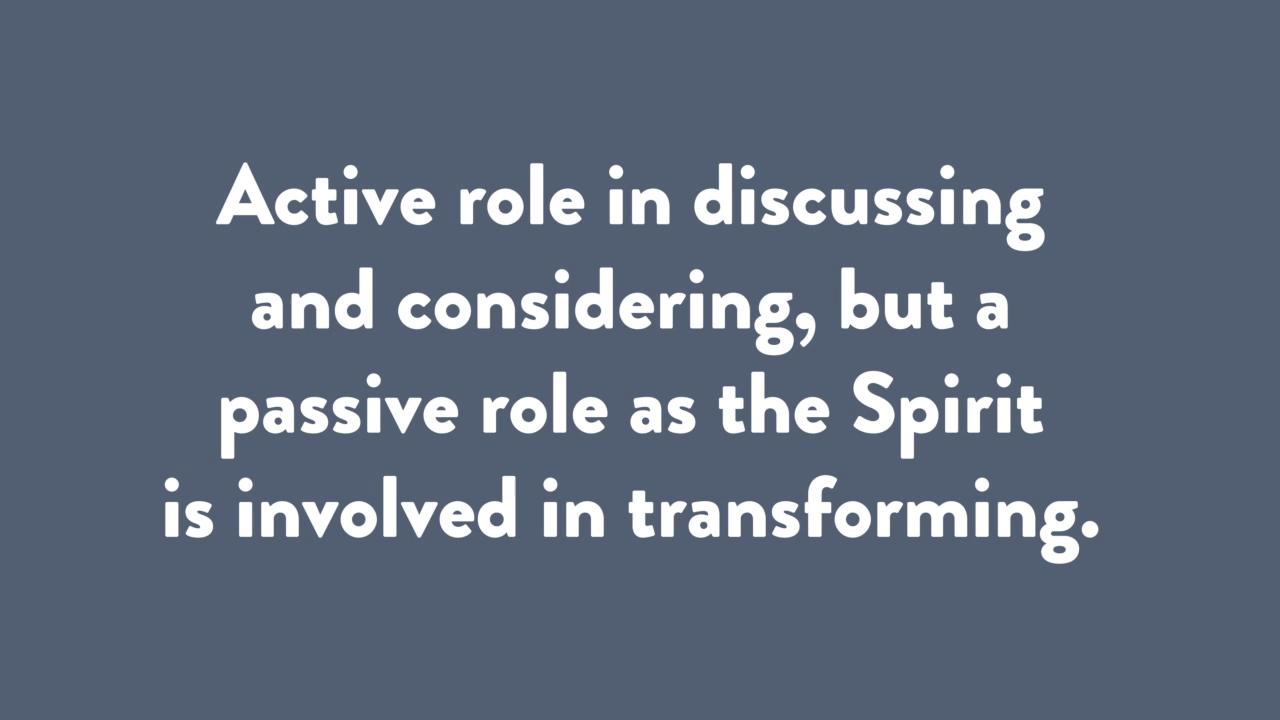 Active role in discussing
and considering, but a
passive role as the Spirit
is involved in transforming.